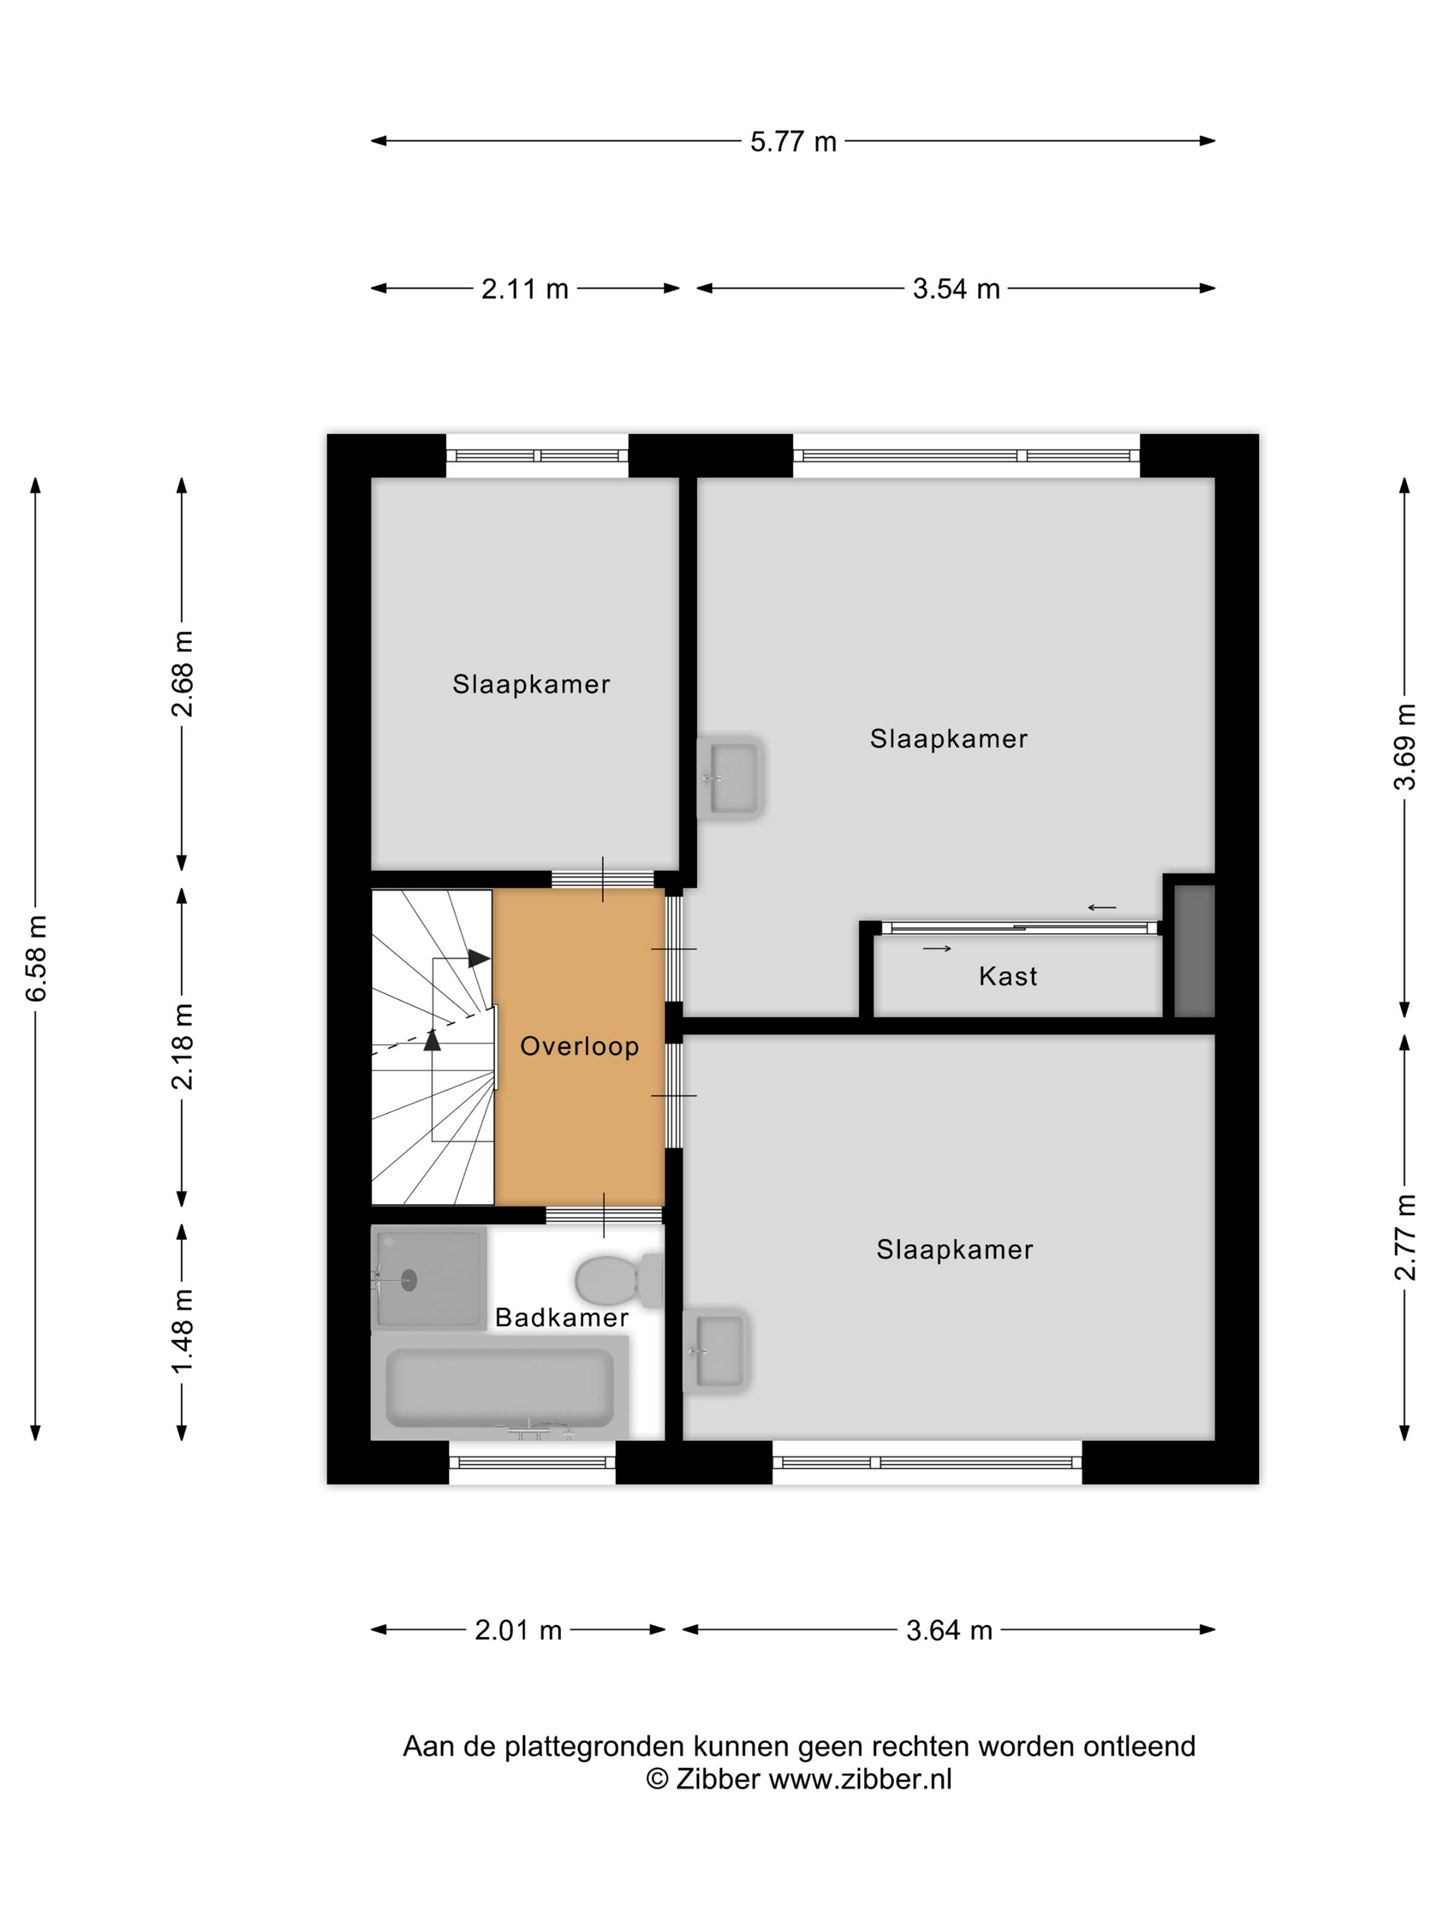 5.77 m
2.11 m
3.54 m
2.68 m
Slaapkamer
Slaapkamer
3.69 m
6.58 m
Kast
2.18 m
Overloop
Slaapkamer
2.77 m
1.48 m
Badkamer
2.01 m
3.64 m
Aan de plattegronden kunnen geen rechten worden ontleend
© Zibber www.zibber.nl